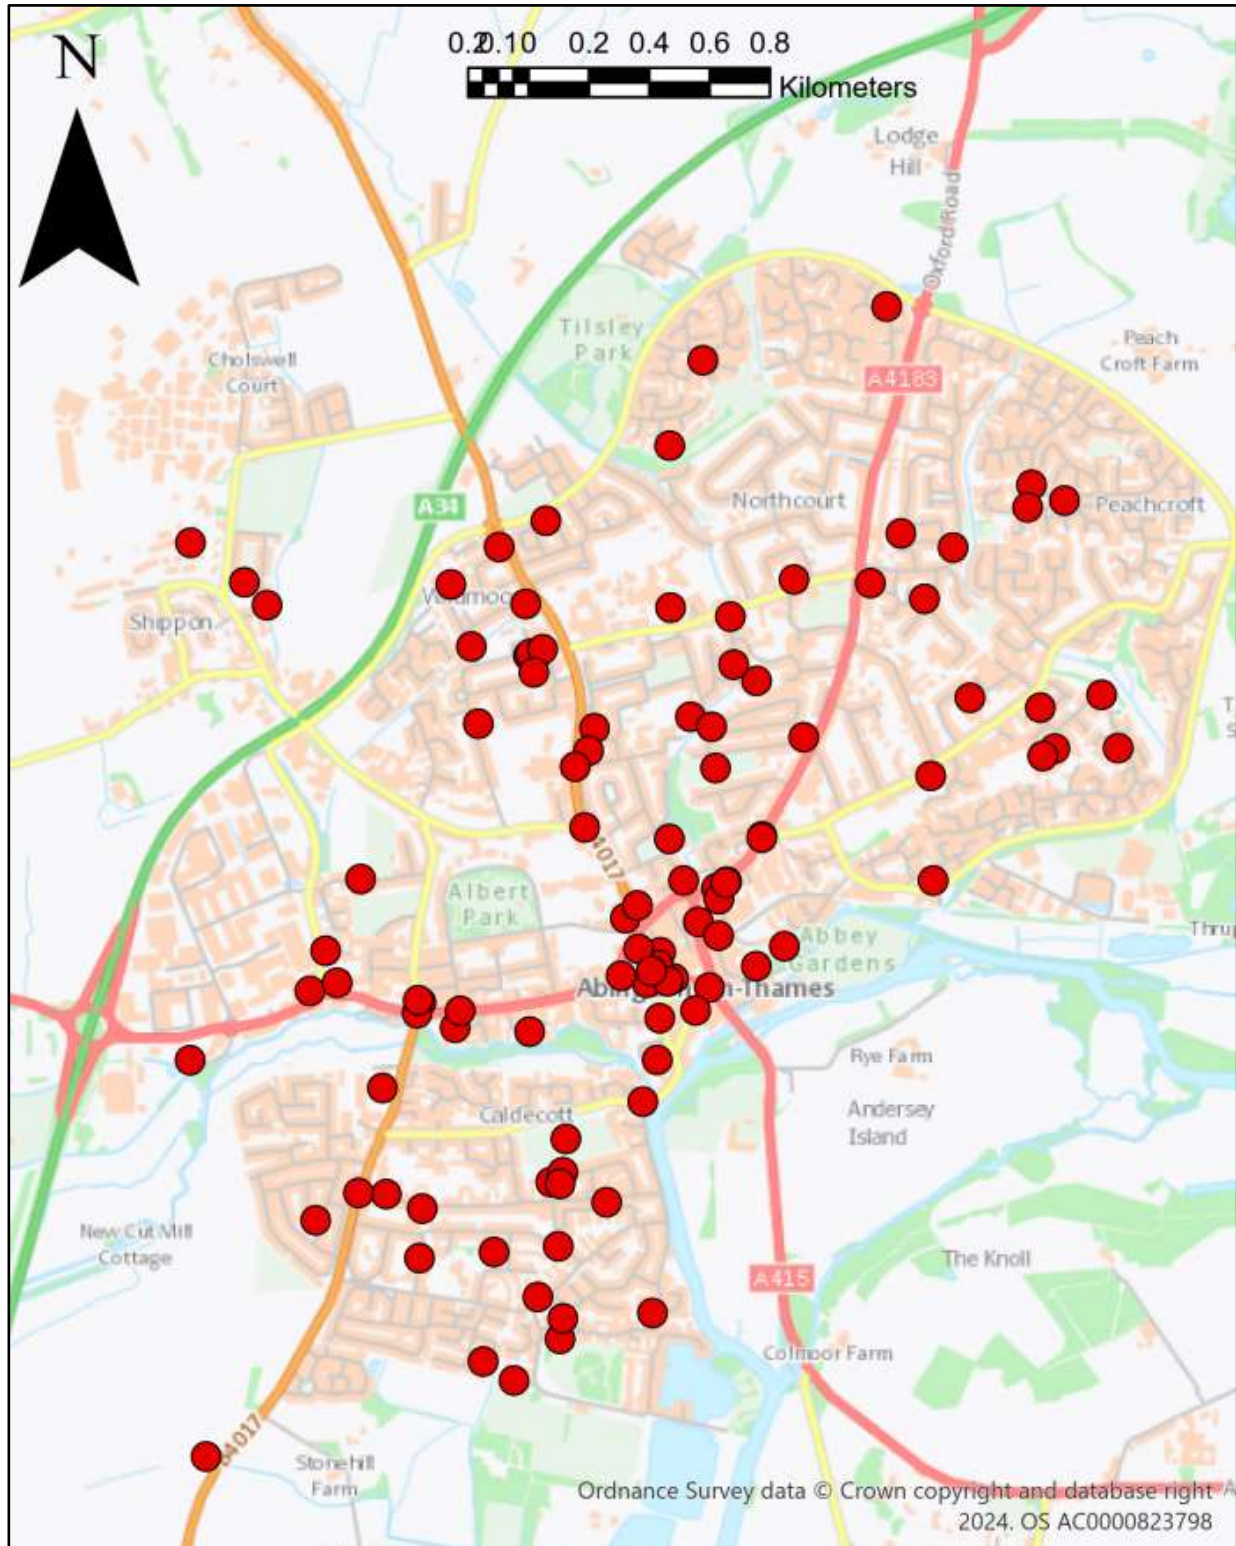 N
0.2 0.1 0 0.2 0.4 0.6 0.8
Kilometers
Lodge
Hill
Oxford Road
Tilsley
Park
Peach
Croft Farm
Cholswell
Court
A4183
A34
Northcourt
Peachcroft
Shippon
4017
Albert
Park
Abbey
Gardens
Rye Farm
Andersey
Island
Caldecott
New Cut Mill
Cottage
The Knoll
A415
Colmoor Farm
B4017
Stonehill
Farm
Ordnance Survey data © Crown copyright and database right
2024. OS AC0000823798